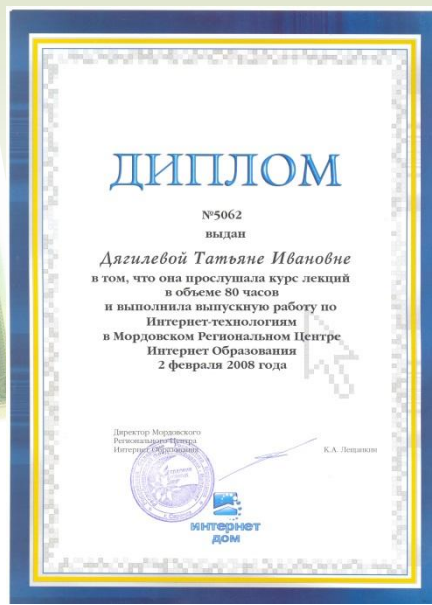 ДИПЛОМ
№5062
выдан
Дягилевой Татьяне Ивановне
в том, что она прослушала курс лекций
в объеме 80 часов
и выполнила выпускную работу по
Интернет-технологиям
в Мордовском Региональном Центре
Интернет Образования
2 февраля 2008 года
Директор Мордовского
Регионального Центра
Интернет Образования
К.А. Лещанкин
интернет
дом